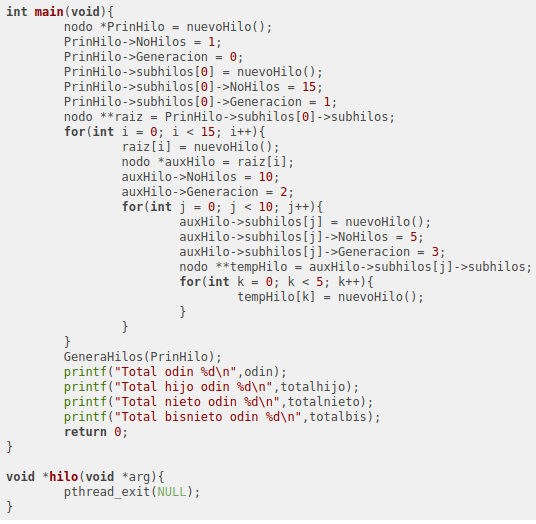 int main(void){
        nodo *PrinHilo = nuevoHilo();
        PrinHilo->NoHilos = 1;
        PrinHilo->Generacion = 0;
        PrinHilo->subhilos[0] = nuevoHilo();
        PrinHilo->subhilos[0]->NoHilos = 15;
        PrinHilo->subhilos[0]->Generacion = 1;
        nodo **raiz = PrinHilo->subhilos[0]->subhilos;
        for(int i = 0; i < 15; i++){
                raiz[i] = nuevoHilo();
                nodo *auxHilo = raiz[i];
                auxHilo->NoHilos = 10;
                auxHilo->Generacion = 2;
                for(int j = 0; j < 10; j++){
                        auxHilo->subhilos[j] = nuevoHilo();
                        auxHilo->subhilos[j]->NoHilos = 5;
                        auxHilo->subhilos[j]->Generacion = 3;
                        nodo **tempHilo = auxHilo->subhilos[j]->subhilos;
                        for(int k = 0; k < 5; k++){
                                tempHilo[k] = nuevoHilo();
                        }
                }
        }
        GeneraHilos(PrinHilo);
        printf("Total odin %d\n",odin);
        printf("Total hijo odin %d\n",totalhijo);
        printf("Total nieto odin %d\n",totalnieto);
        printf("Total bisnieto odin %d\n",totalbis);
        return 0;
}

void *hilo(void *arg){
        pthread_exit(NULL);
}